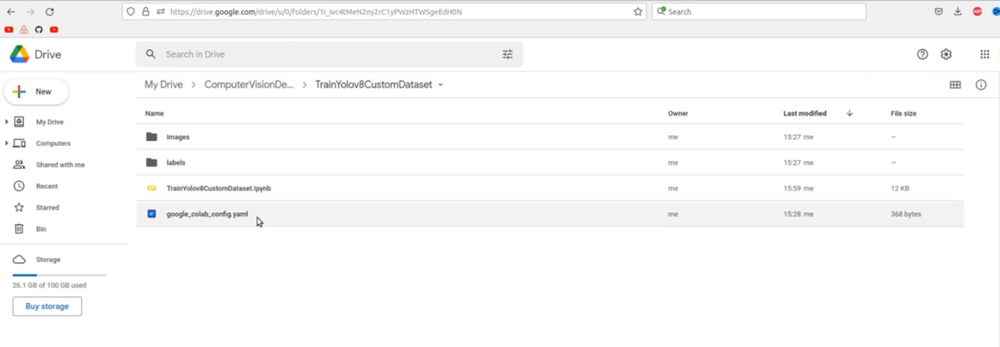 https://drive.google.com/drive/u/0/folders/1i_Ivc4tMeN2ny2rC1yPWzHTWSgeEdH0N
Search
Drive
Search in Drive
New
My Drive > ComputerVisionDe... > TrainYolov8CustomDataset
Name Owner Last modified File size
My Drive
Computers
Shared with me
Recent
Starred
Bin
Storage
26.1 GB of 100 GB used
Buy storage
images me 15:27 me —
labels me 15:27 me —
TrainYolov8CustomDataset.ipynb me 15:59 me 12 KB
google_colab_config.yaml me 15:28 me 368 bytes